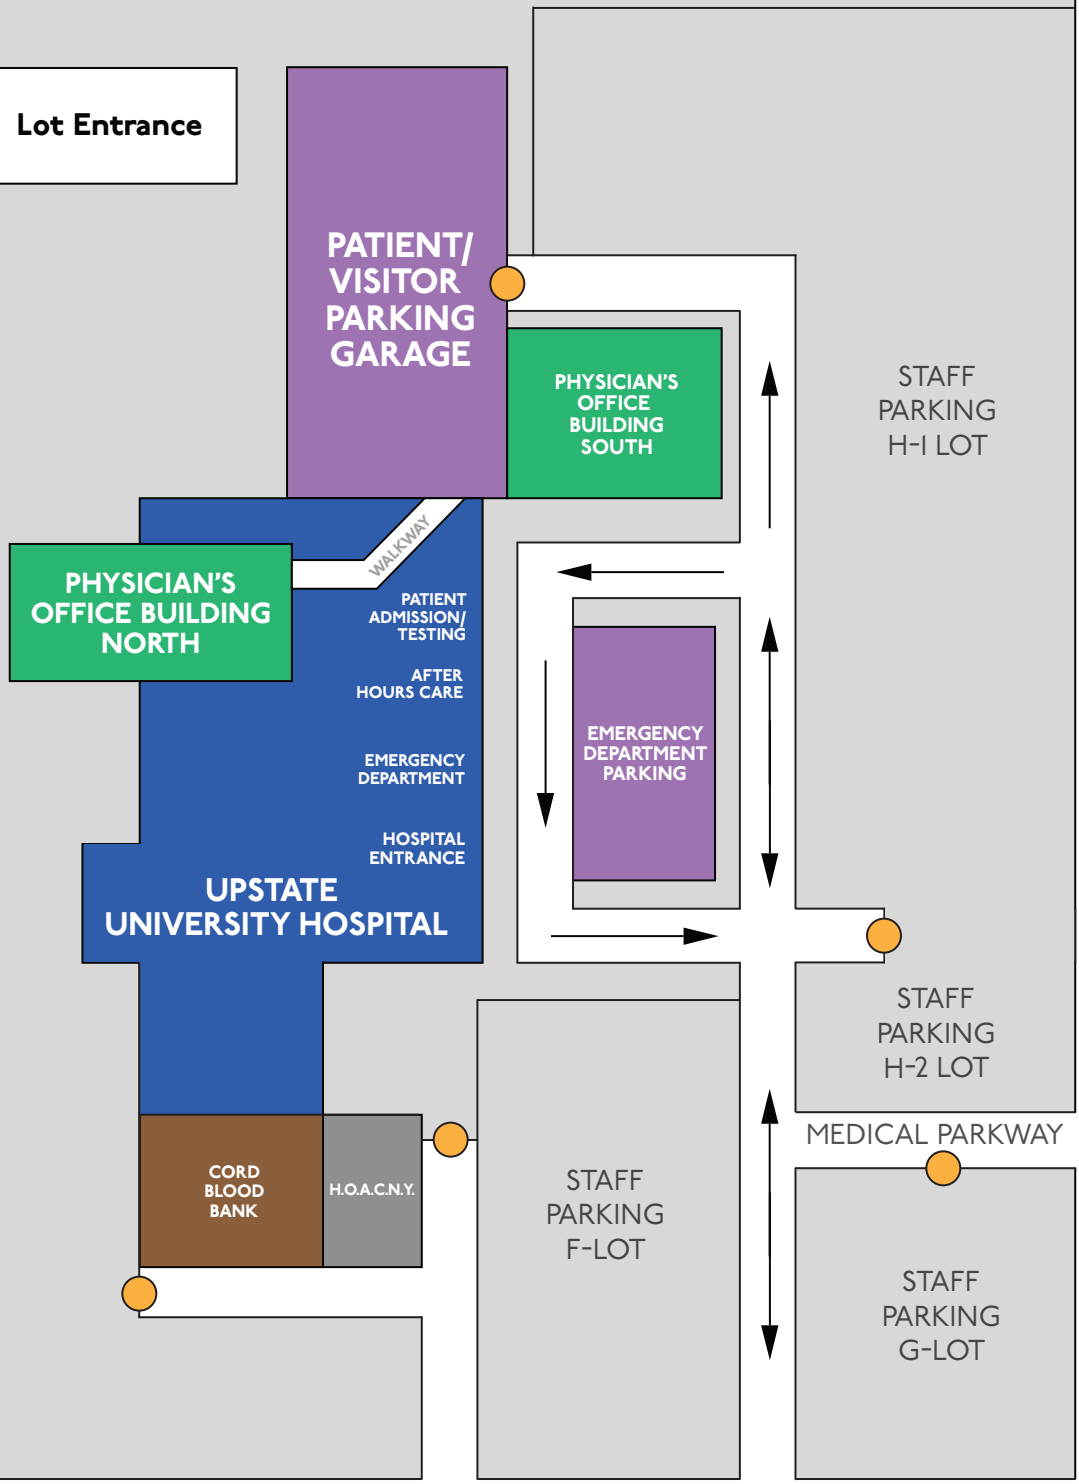 Lot Entrance
PATIENT/
VISITOR
PARKING
GARAGE
PHYSICIAN'S
OFFICE
BUILDING
SOUTH
STAFF
PARKING
H-1 LOT
WALKWAY
PHYSICIAN'S
OFFICE BUILDING
NORTH
PATIENT
ADMISSION/
TESTING
AFTER
HOURS CARE
EMERGENCY
DEPARTMENT
HOSPITAL
ENTRANCE
EMERGENCY
DEPARTMENT
PARKING
UPSTATE
UNIVERSITY HOSPITAL
STAFF
PARKING
H-2 LOT
MEDICAL PARKWAY
CORD
BLOOD
BANK
H.O.A.C.N.Y.
STAFF
PARKING
F-LOT
STAFF
PARKING
G-LOT